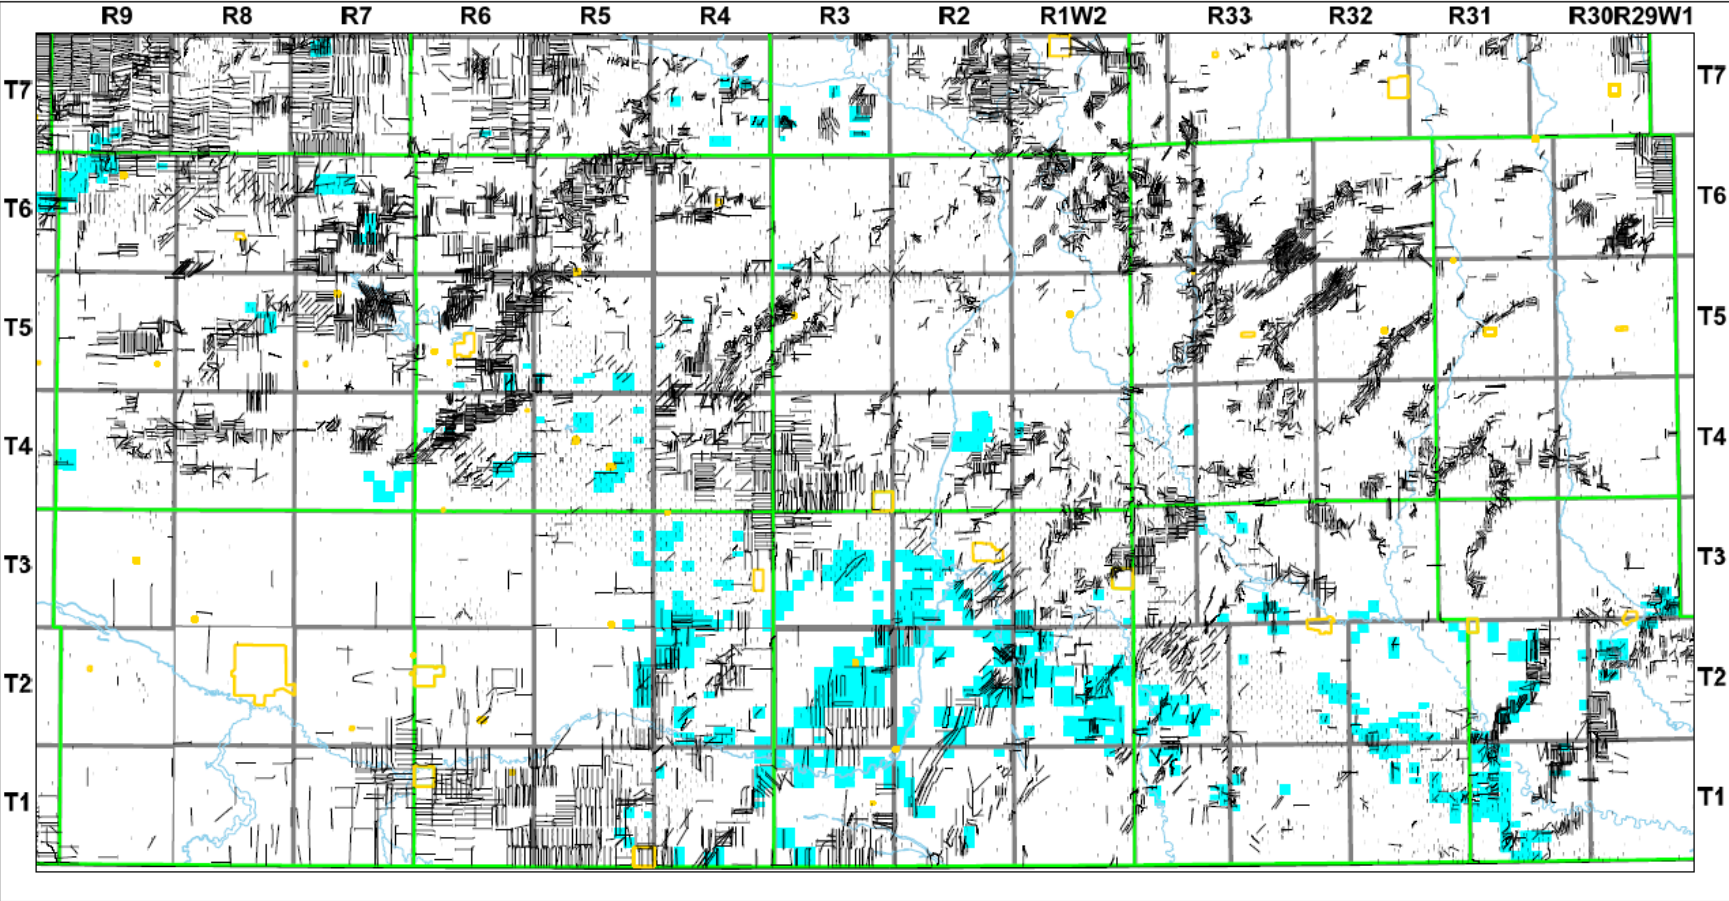 R9 R8 R7 R6 R5 R4 R3 R2 R1W2 R33 R32 R31 R30R29W1
T7 T7
T6 T6
T5 T5
T4 T4
T3 T3
T2 T2
T1 T1